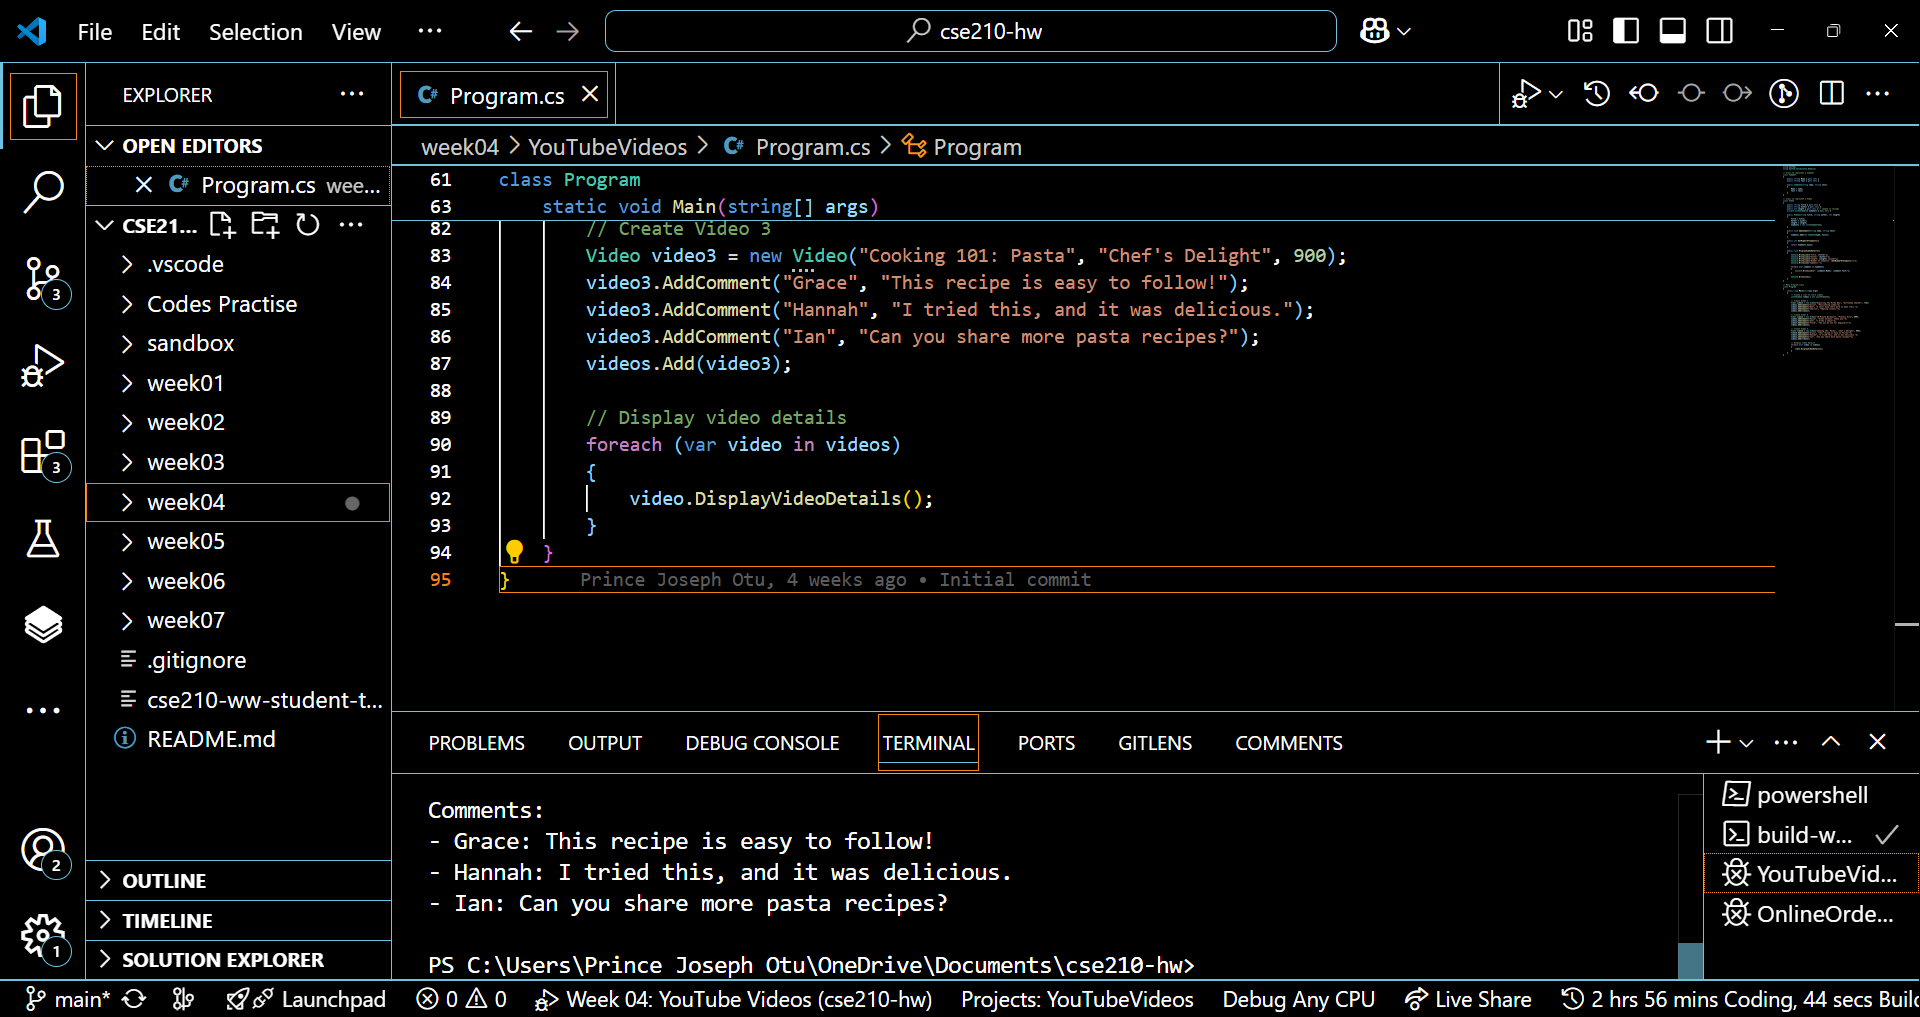 File Edit Selection View ··· cse210-hw
EXPLORER ···
Program.cs
OPEN EDITORS
week04 > YouTubeVideos > Program.cs > Program
Program.cs wee...
CSE21... ···
.vscode
Codes Practise
sandbox
week01
week02
week03
week04
week05
week06
week07
.gitignore
cse210-ww-student-t...
README.md
OUTLINE
TIMELINE
SOLUTION EXPLORER
3
3
2
1
61 class Program
63 static void Main(string[] args)
82 // Create Video 3
83 Video video3 = new Video("Cooking 101: Pasta", "Chef's Delight", 900);
84 video3.AddComment("Grace", "This recipe is easy to follow!");
85 video3.AddComment("Hannah", "I tried this, and it was delicious.");
86 video3.AddComment("Ian", "Can you share more pasta recipes?");
87 videos.Add(video3);
88
89 // Display video details
90 foreach (var video in videos)
91 {
92 video.DisplayVideoDetails();
93 }
94 }
95 } Prince Joseph Otu, 4 weeks ago • Initial commit
PROBLEMS OUTPUT DEBUG CONSOLE TERMINAL PORTS GITLENS COMMENTS
Comments:
- Grace: This recipe is easy to follow!
- Hannah: I tried this, and it was delicious.
- Ian: Can you share more pasta recipes?
PS C:\Users\Prince Joseph Otu\OneDrive\Documents\cse210-hw>
powershell
build-w...
YouTubeVid...
OnlineOrde...
main* Launchpad 0 0 Week 04: YouTube Videos (cse210-hw) Projects: YouTubeVideos Debug Any CPU Live Share 2 hrs 56 mins Coding, 44 secs Buil